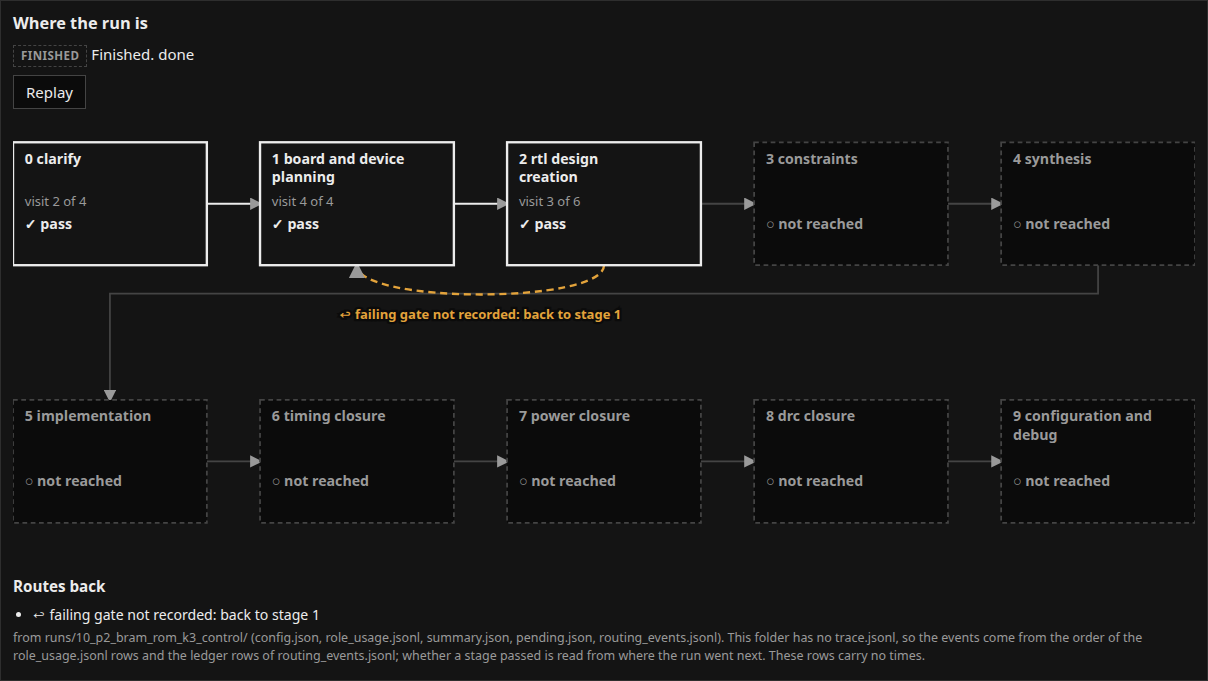 Where the run is
FINISHED Finished. done
Replay
0 clarify
visit 2 of 4
✓ pass
1 board and device
planning
visit 4 of 4
✓ pass
2 rtl design
creation
visit 3 of 6
✓ pass
3 constraints
○ not reached
4 synthesis
○ not reached
↩ failing gate not recorded: back to stage 1
5 implementation
○ not reached
6 timing closure
○ not reached
7 power closure
○ not reached
8 drc closure
○ not reached
9 configuration and
debug
○ not reached
Routes back
• ↩ failing gate not recorded: back to stage 1
from runs/10_p2_bram_rom_k3_control/ (config.json, role_usage.jsonl, summary.json, pending.json, routing_events.jsonl). This folder has no trace.jsonl, so the events come from the order of the
role_usage.jsonl rows and the ledger rows of routing_events.jsonl; whether a stage passed is read from where the run went next. These rows carry no times.